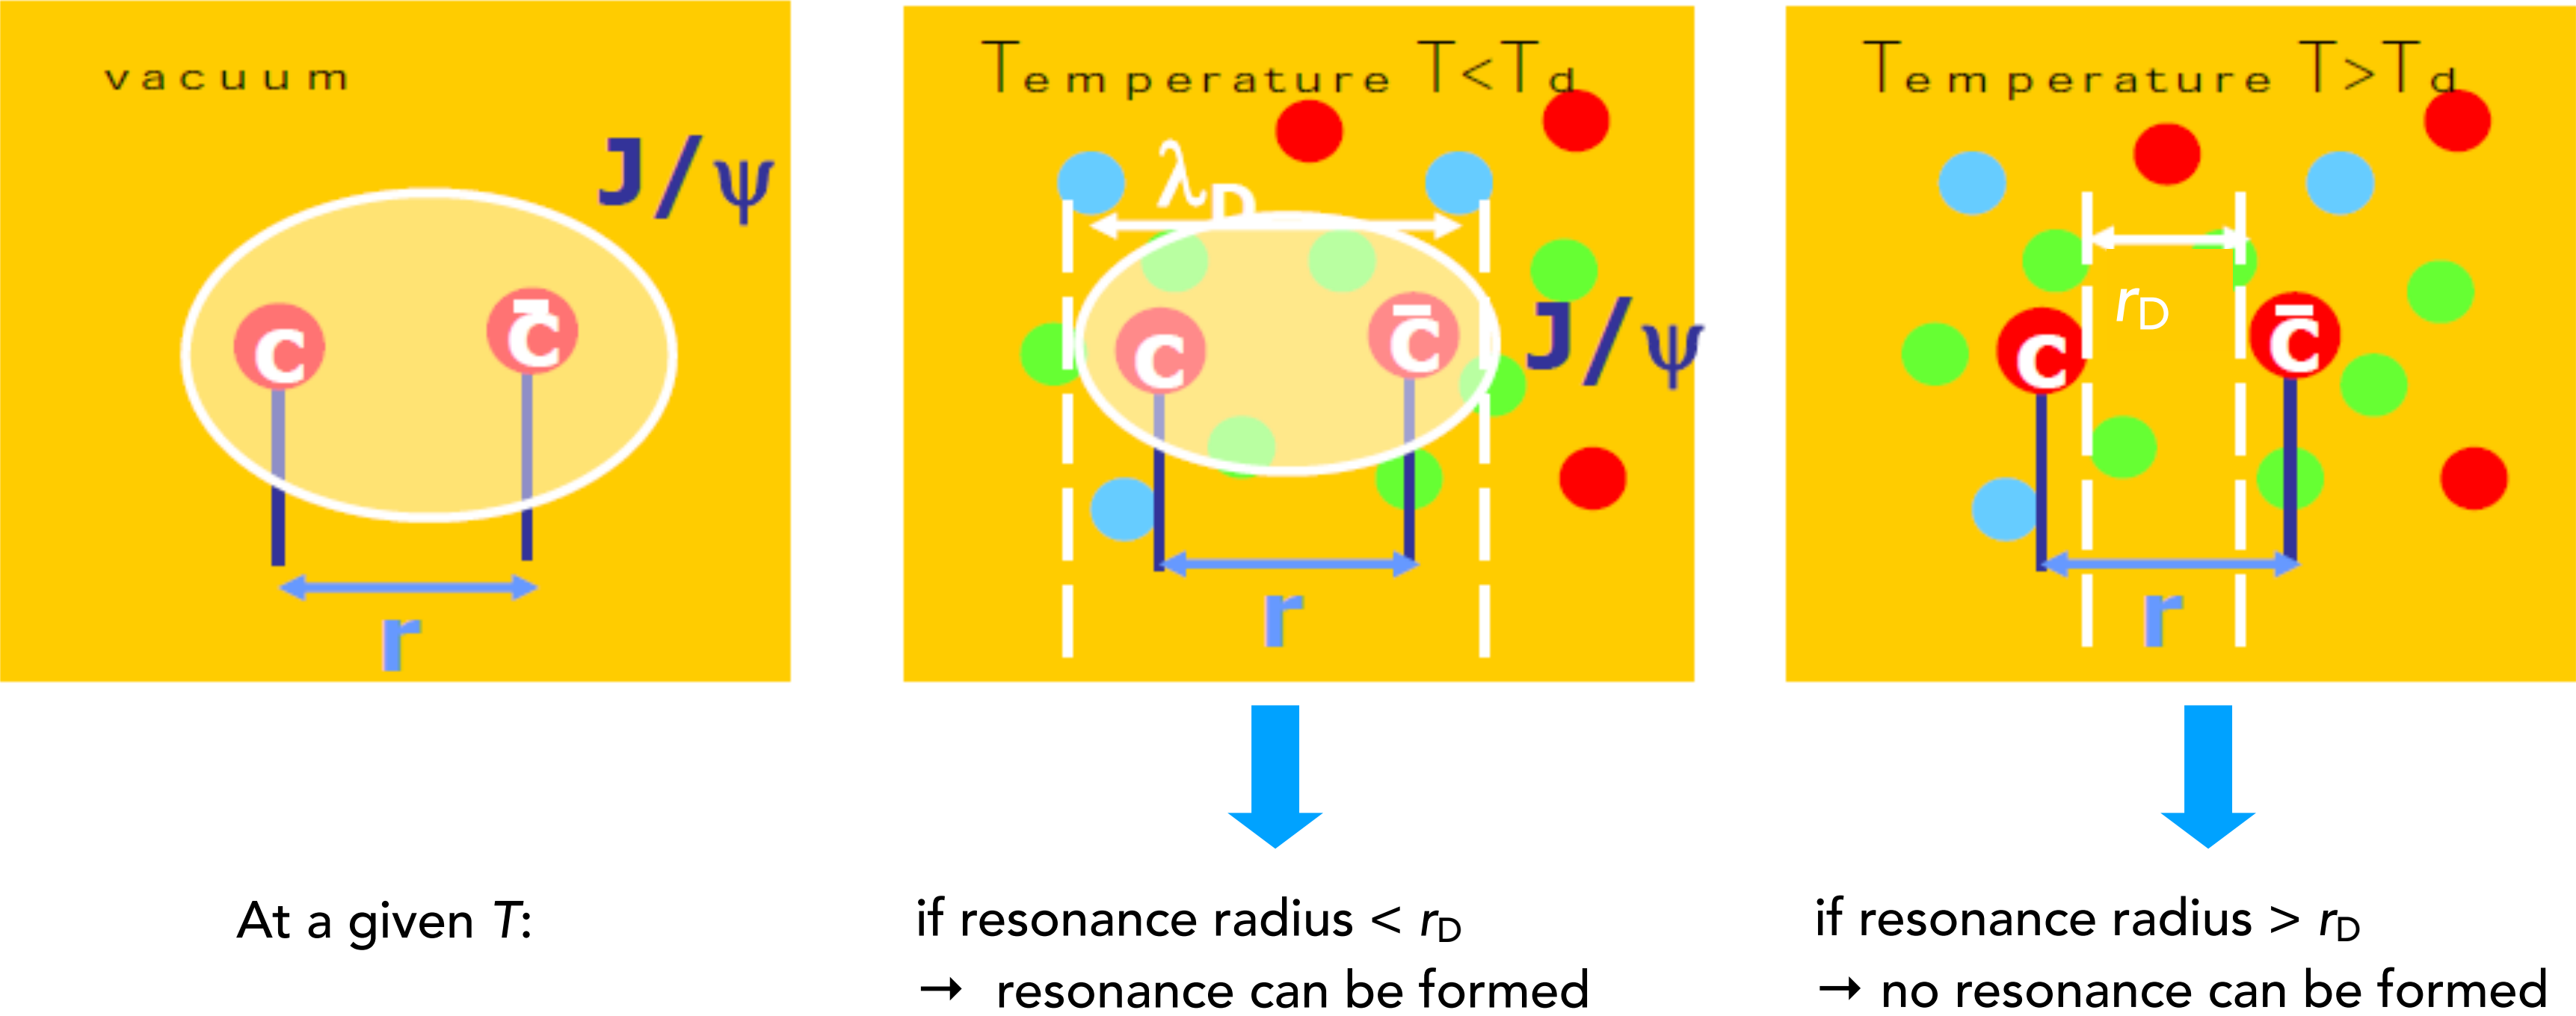 vacuum
J/ψ
c
c̄
r
Temperature T<Td
λD
c
c̄
J/ψ
r
Temperature T>Td
rD
c
c̄
r
At a given T:
if resonance radius < rD
→ resonance can be formed
if resonance radius > rD
→ no resonance can be formed